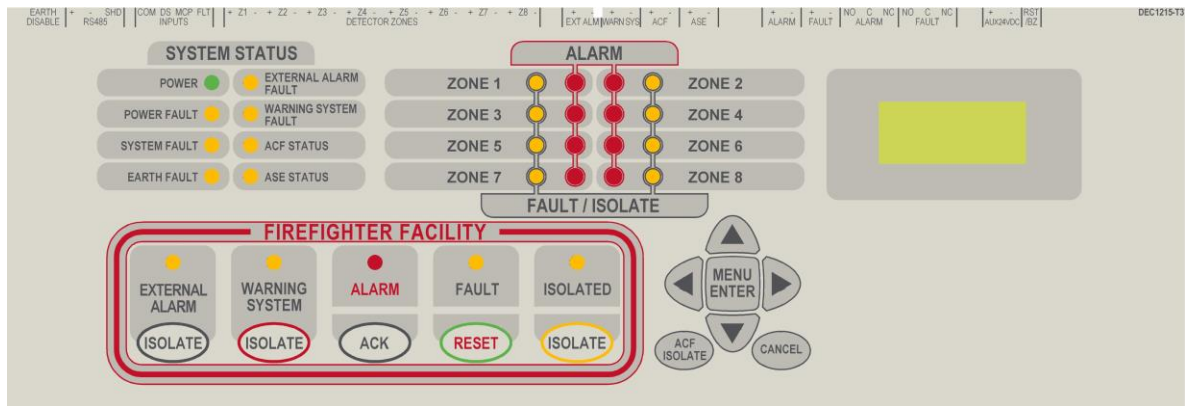 EARTH + - SHD COM DS MCP FLT + Z1 - + Z2 - + Z3 - + Z4 - + Z5 - + Z6 - + Z7 - + Z8 - + - + - + - + - + - + - NO C NC NO C NC + - RST DEC1215-T3
DISABLE RS485 INPUTS DETECTOR ZONES EXT ALM WARN SYS ACF ASE ALARM FAULT ALARM FAULT AUX24VDC /BZ
SYSTEM STATUS
POWER
EXTERNAL ALARM
FAULT
POWER FAULT
WARNING SYSTEM
FAULT
SYSTEM FAULT
ACF STATUS
EARTH FAULT
ASE STATUS
ALARM
ZONE 1 ZONE 2
ZONE 3 ZONE 4
ZONE 5 ZONE 6
ZONE 7 ZONE 8
FAULT / ISOLATE
FIREFIGHTER FACILITY
EXTERNAL
ALARM
ISOLATE
WARNING
SYSTEM
ISOLATE
ALARM
ACK
FAULT
RESET
ISOLATED
ISOLATE
MENU
ENTER
ACF
ISOLATE
CANCEL